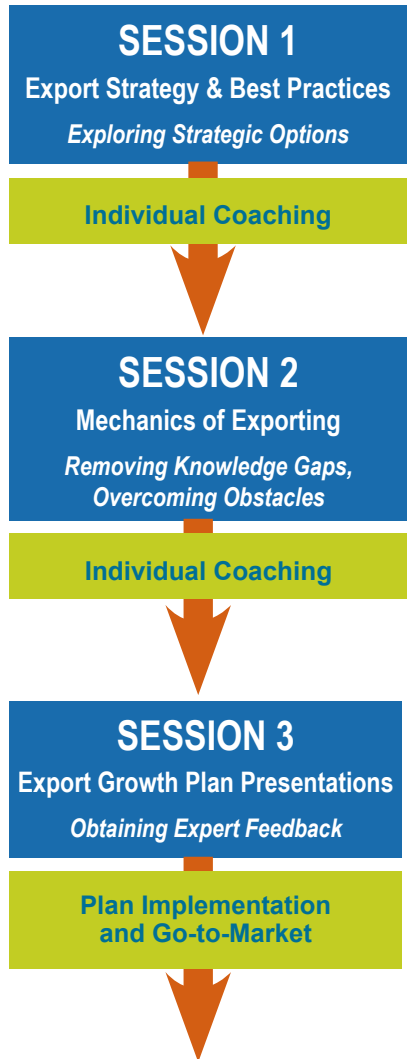 SESSION 1
Export Strategy & Best Practices
Exploring Strategic Options
Individual Coaching
SESSION 2
Mechanics of Exporting
Removing Knowledge Gaps,
Overcoming Obstacles
Individual Coaching
SESSION 3
Export Growth Plan Presentations
Obtaining Expert Feedback
Plan Implementation
and Go-to-Market